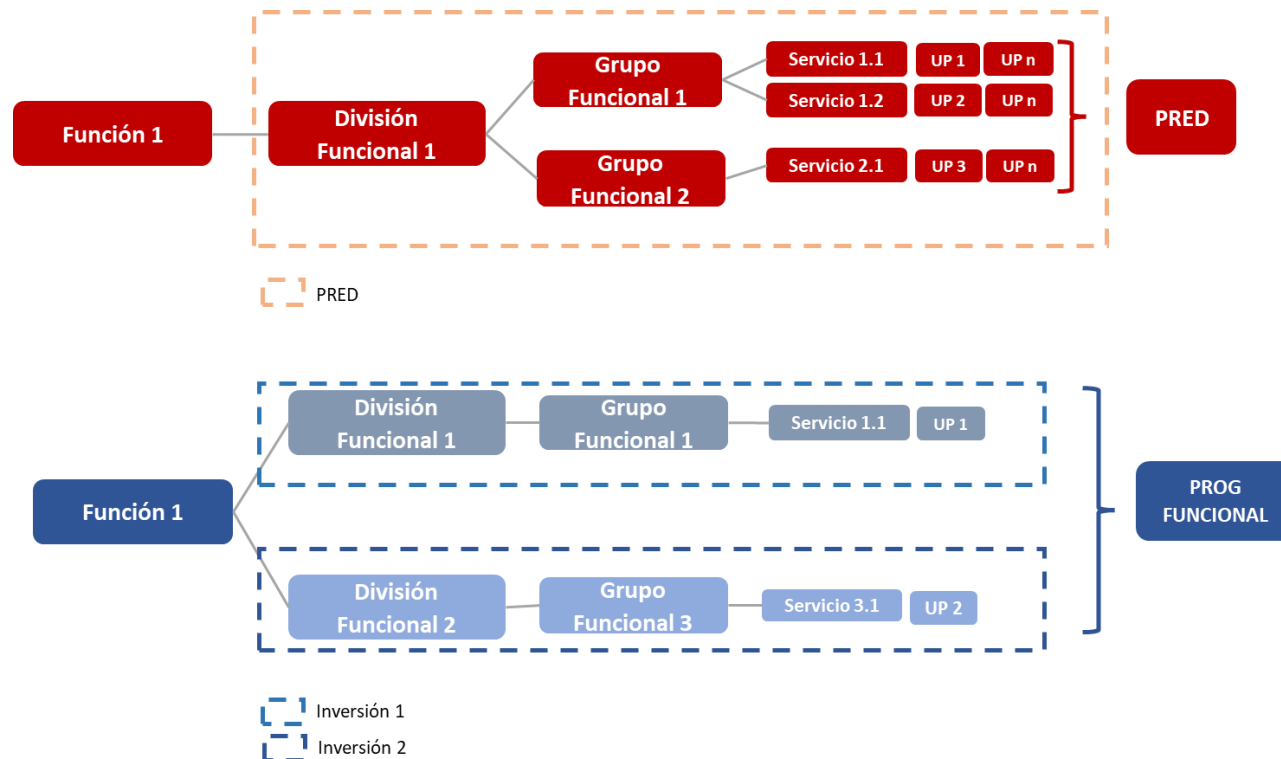 Función 1
División
Funcional 1
Grupo
Funcional 1
Servicio 1.1
UP 1
UP n
Servicio 1.2
UP 2
UP n
Grupo
Funcional 2
Servicio 2.1
UP 3
UP n
PRED
PRED
Función 1
División
Funcional 1
Grupo
Funcional 1
Servicio 1.1
UP 1
División
Funcional 2
Grupo
Funcional 3
Servicio 3.1
UP 2
PROG
FUNCIONAL
Inversión 1
Inversión 2